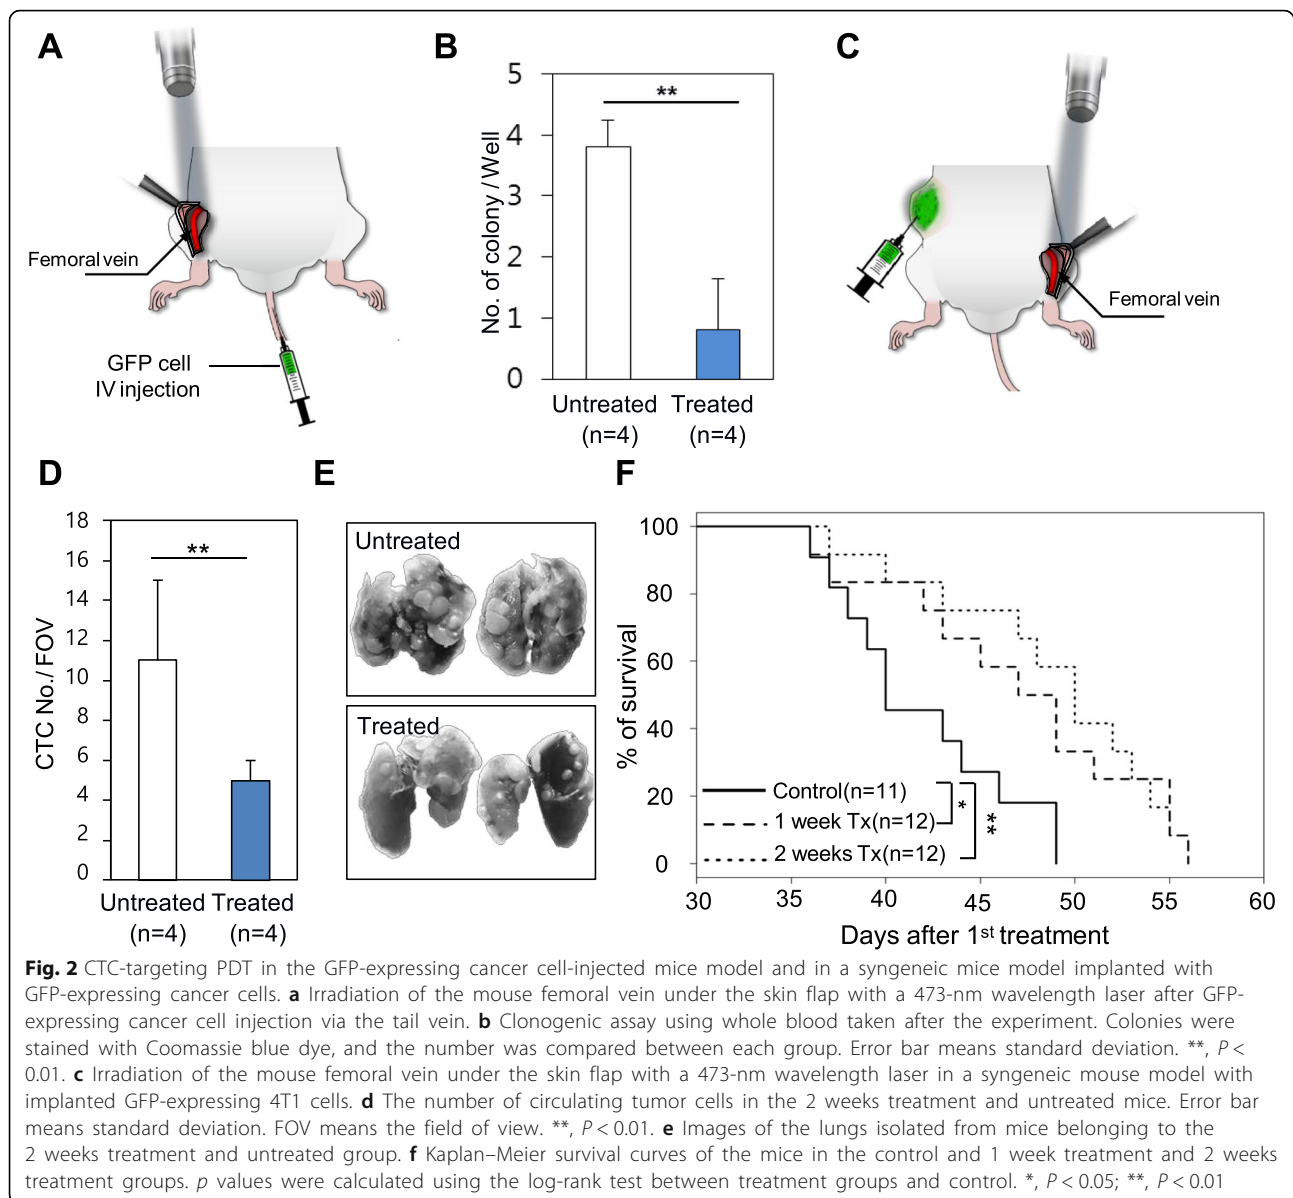 A
Femoral vein
GFP cell
IV injection
B
No. of colony / Well
5
4
3
2
1
0
**
Untreated Treated
(n=4) (n=4)
C
Femoral vein
D
CTC No./ FOV
18
16
14
12
10
8
6
4
2
0
**
Untreated Treated
(n=4) (n=4)
E
Untreated
Treated
F
% of survival
100
80
60
40
20
0
Control(n=11)
1 week Tx(n=12)
2 weeks Tx(n=12)
*
**
30 35 40 45 50 55 60
Days after 1st treatment
Fig. 2 CTC-targeting PDT in the GFP-expressing cancer cell-injected mice model and in a syngeneic mice model implanted with
GFP-expressing cancer cells. a Irradiation of the mouse femoral vein under the skin flap with a 473-nm wavelength laser after GFP-
expressing cancer cell injection via the tail vein. b Clonogenic assay using whole blood taken after the experiment. Colonies were
stained with Coomassie blue dye, and the number was compared between each group. Error bar means standard deviation. **, P <
0.01. c Irradiation of the mouse femoral vein under the skin flap with a 473-nm wavelength laser in a syngeneic mouse model with
implanted GFP-expressing 4T1 cells. d The number of circulating tumor cells in the 2 weeks treatment and untreated mice. Error bar
means standard deviation. FOV means the field of view. **, P < 0.01. e Images of the lungs isolated from mice belonging to the
2 weeks treatment and untreated group. f Kaplan–Meier survival curves of the mice in the control and 1 week treatment and 2 weeks
treatment groups. p values were calculated using the log-rank test between treatment groups and control. *, P < 0.05; **, P < 0.01